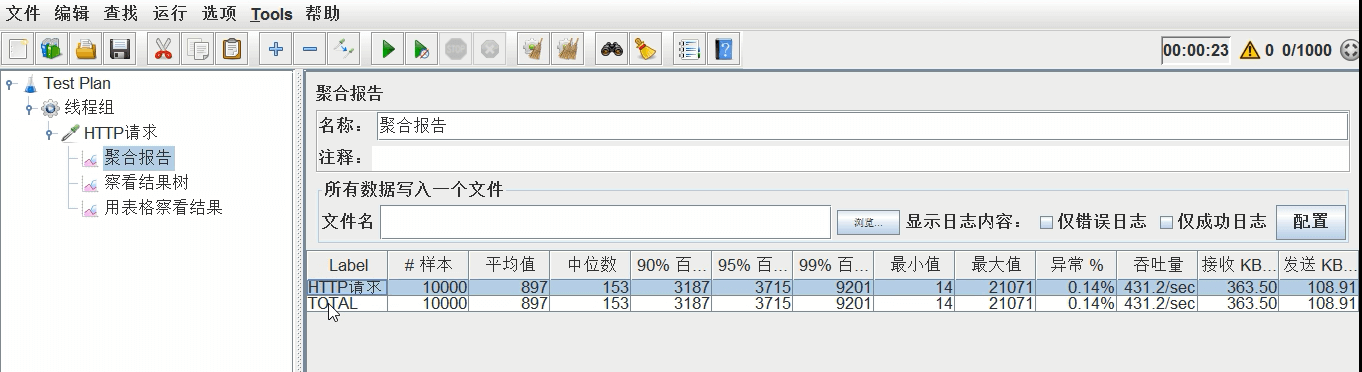 文件 编辑 查找 运行 选项 Tools 帮助
STOP 00:00:23 0 0/1000
Test Plan
线程组
HTTP请求
聚合报告
察看结果树
用表格察看结果
聚合报告
名称： 聚合报告
注释：
所有数据写入一个文件
文件名 浏览... 显示日志内容： 仅错误日志 仅成功日志 配置
Label # 样本 平均值 中位数 90% 百... 95% 百... 99% 百... 最小值 最大值 异常 % 吞吐量 接收 KB... 发送 KB...
HTTP请求 10000 897 153 3187 3715 9201 14 21071 0.14% 431.2/sec 363.50 108.91
TOTAL 10000 897 153 3187 3715 9201 14 21071 0.14% 431.2/sec 363.50 108.91